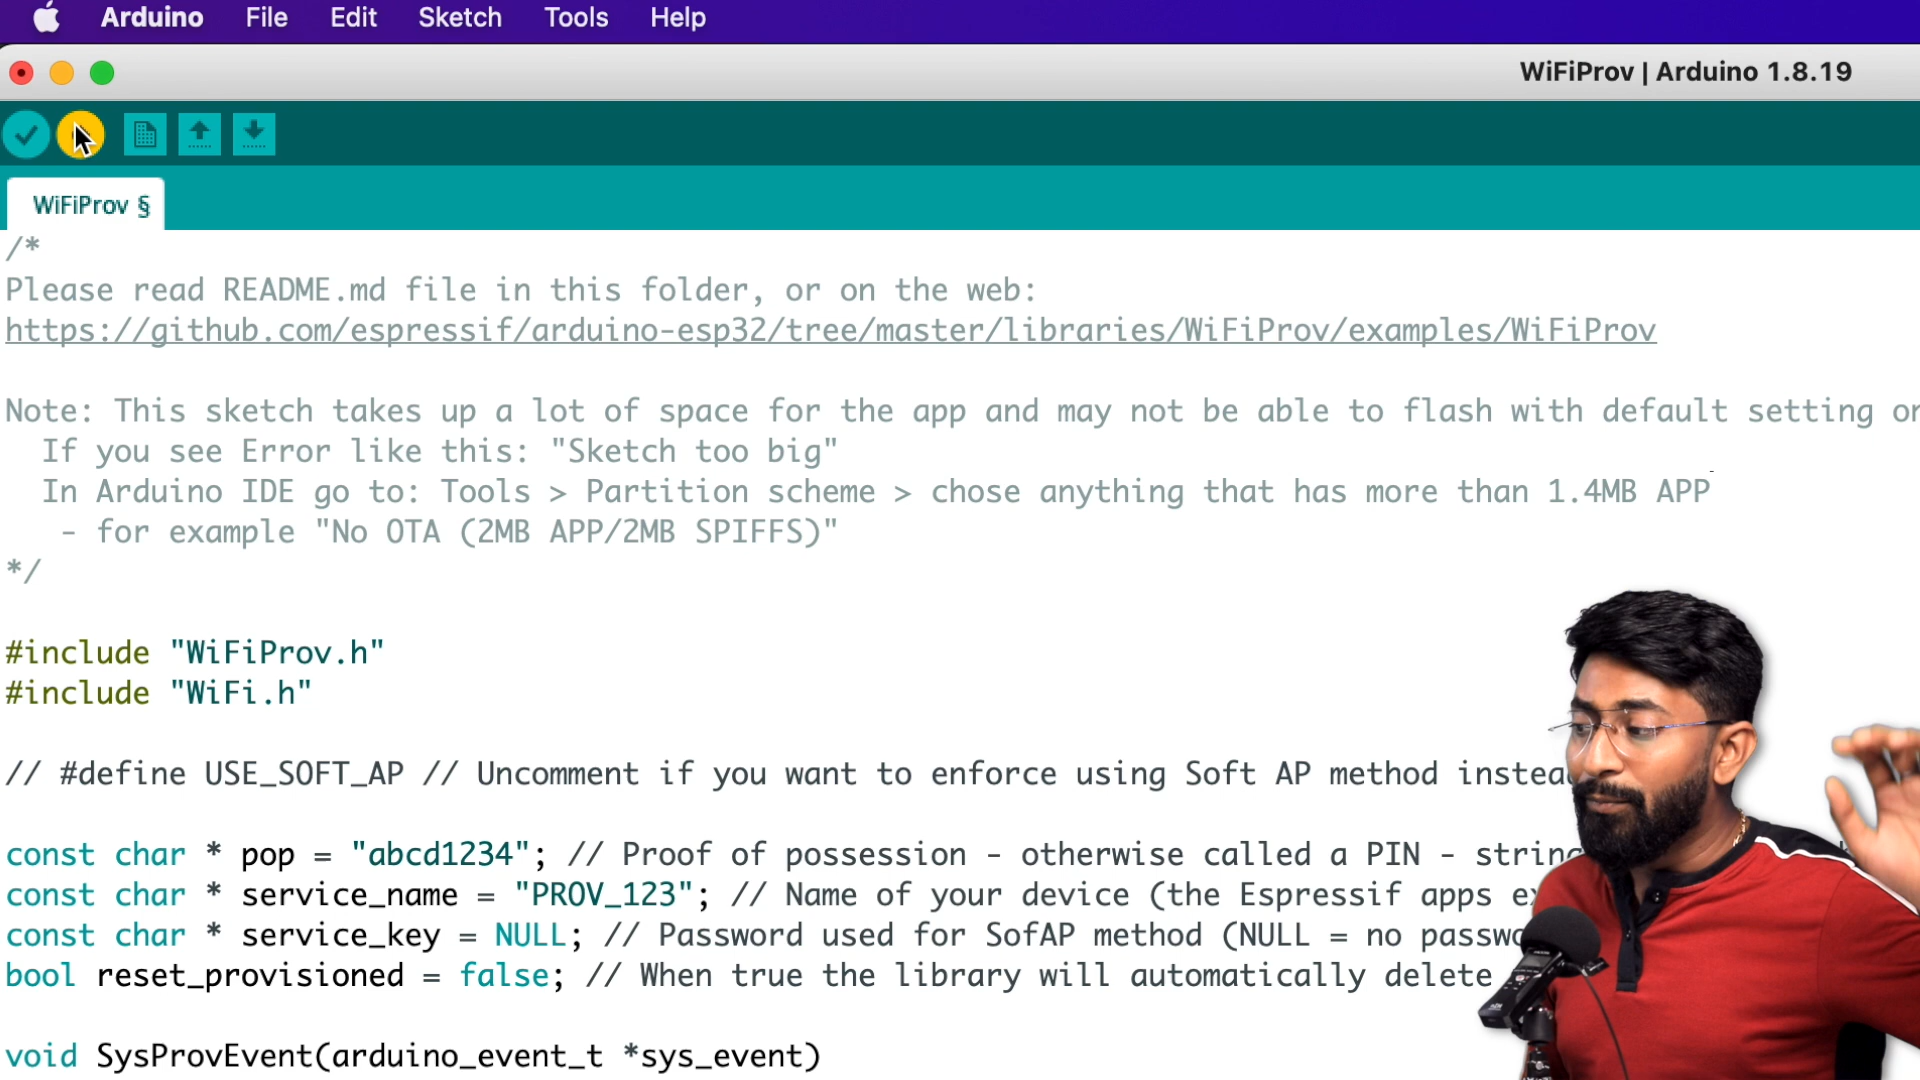 Arduino File Edit Sketch Tools Help
WiFiProv | Arduino 1.8.19
WiFiProv §
/*
Please read README.md file in this folder, or on the web:
https://github.com/espressif/arduino-esp32/tree/master/libraries/WiFiProv/examples/WiFiProv
Note: This sketch takes up a lot of space for the app and may not be able to flash with default setting on
If you see Error like this: "Sketch too big"
In Arduino IDE go to: Tools > Partition scheme > chose anything that has more than 1.4MB APP
- for example "No OTA (2MB APP/2MB SPIFFS)"
*/
#include "WiFiProv.h"
#include "WiFi.h"
// #define USE_SOFT_AP // Uncomment if you want to enforce using Soft AP method
const char * pop = "abcd1234"; // Proof of possession - otherwise called a PIN -
const char * service_name = "PROV_123"; // Name of your device (the Espressif apps
const char * service_key = NULL; // Password used for SofAP method (NULL = no
bool reset_provisioned = false; // When true the library will automatically delete
void SysProvEvent(arduino_event_t *sys_event)